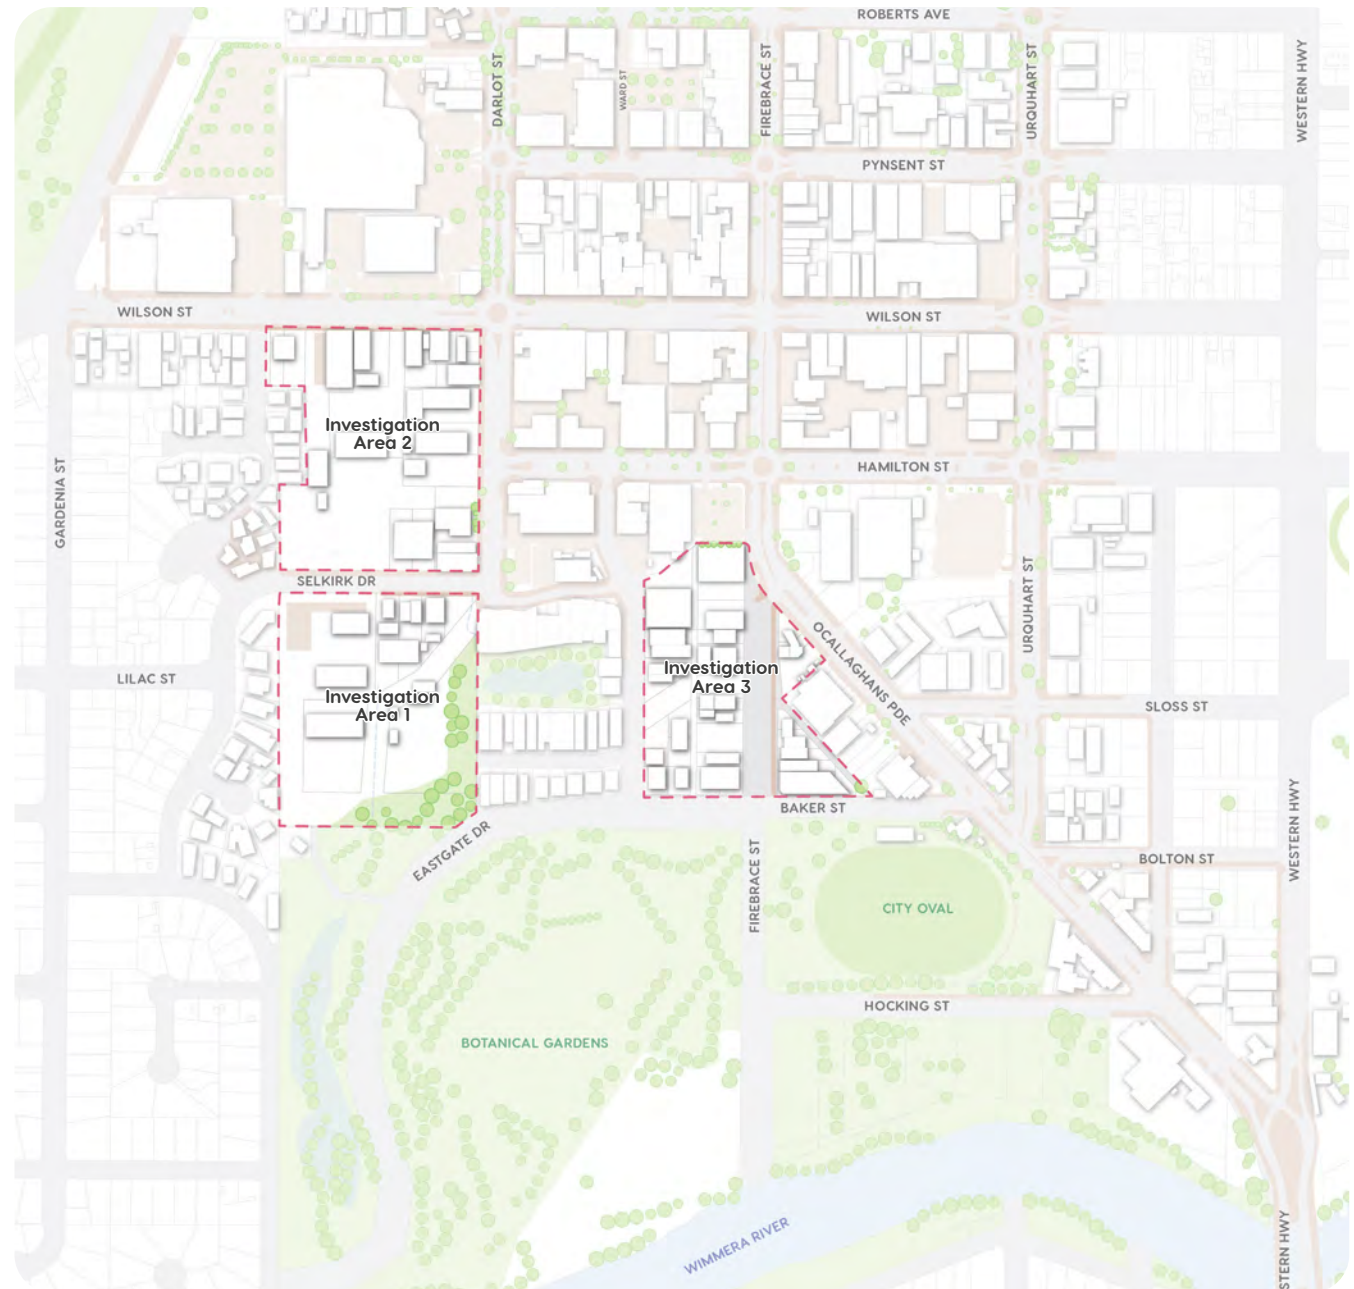 ROBERTS AVE
DARLOT ST
WARD ST
FIREBRACE ST
URQUHART ST
WESTERN HWY
PYNSENT ST
WILSON ST
WILSON ST
Investigation
Area 2
HAMILTON ST
GARDENIA ST
SELKIRK DR
URQUHART ST
OCALLAGHANS PDE
LILAC ST
Investigation
Area 1
Investigation
Area 3
SLOSS ST
BAKER ST
EASTGATE DR
FIREBRACE ST
WESTERN HWY
BOLTON ST
CITY OVAL
HOCKING ST
BOTANICAL GARDENS
WIMMERA RIVER
STERN HWY